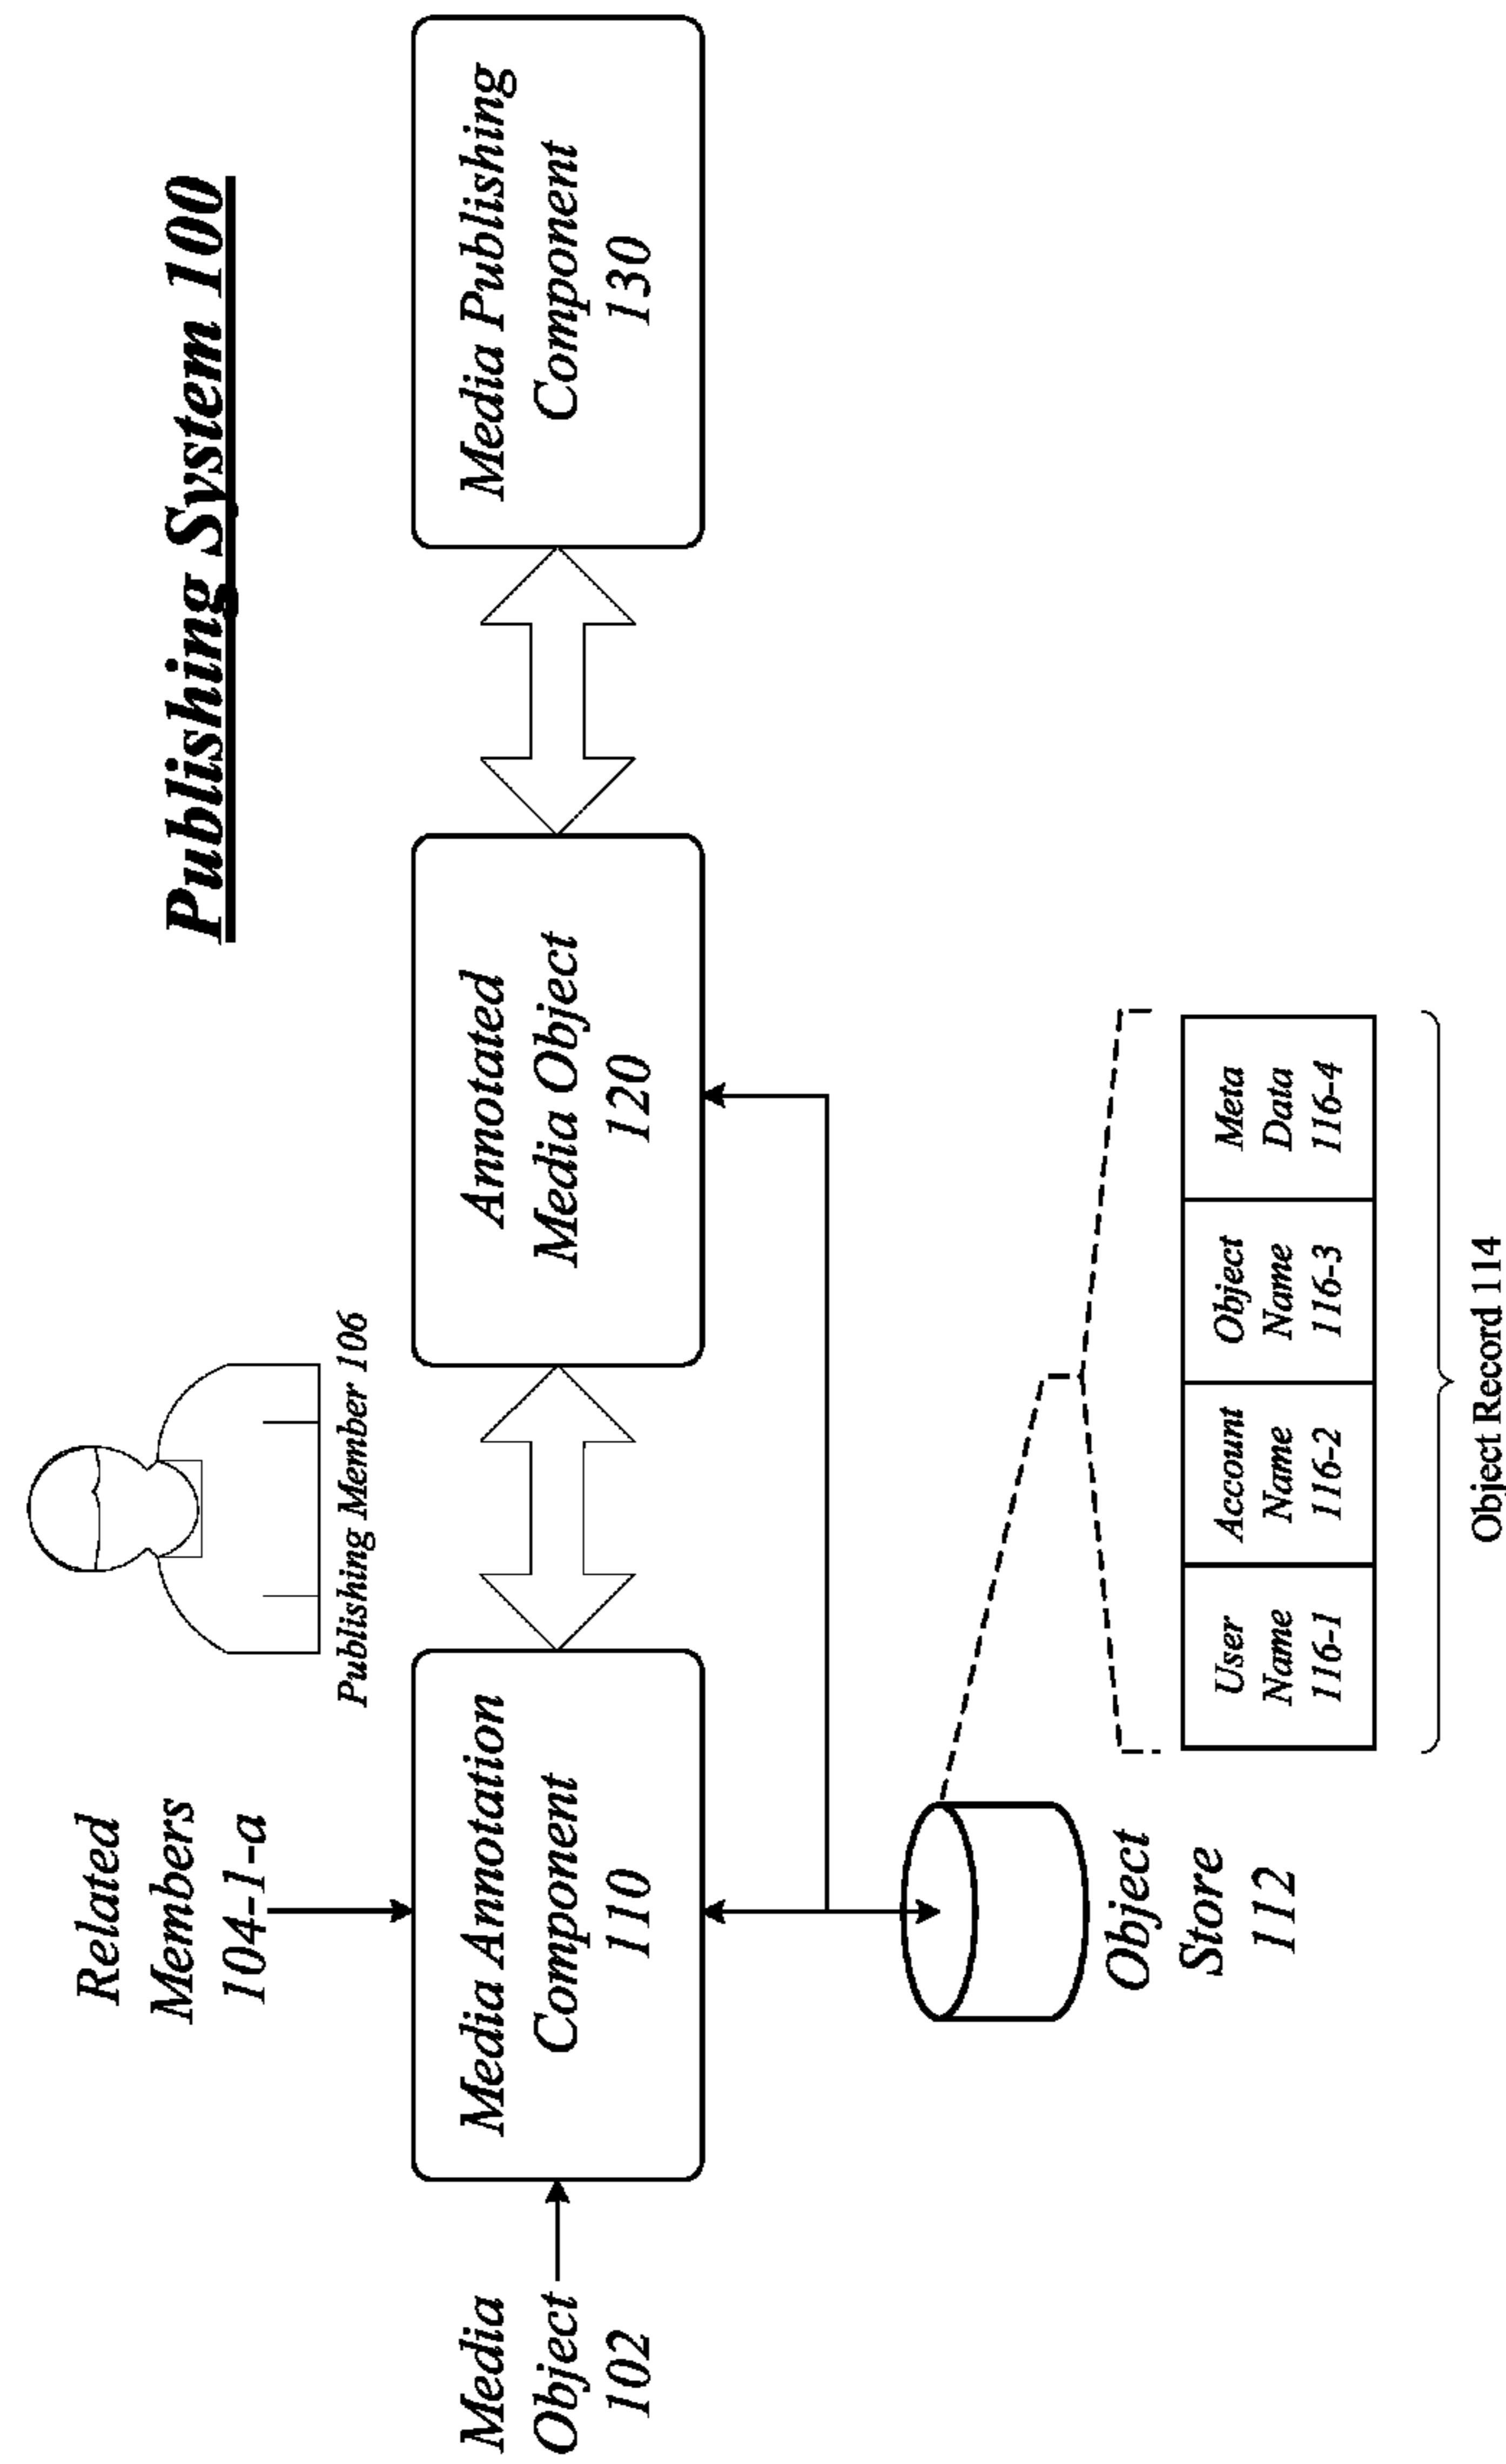 Publishing System 100
Related
Members
104-1-a
Publishing Member 106
Media
Object
102
Media Annotation
Component
110
Annotated
Media Object
120
Media Publishing
Component
130
Object
Store
112
User
Name
116-1
Account
Name
116-2
Object
Name
116-3
Meta
Data
116-4
Object Record 114